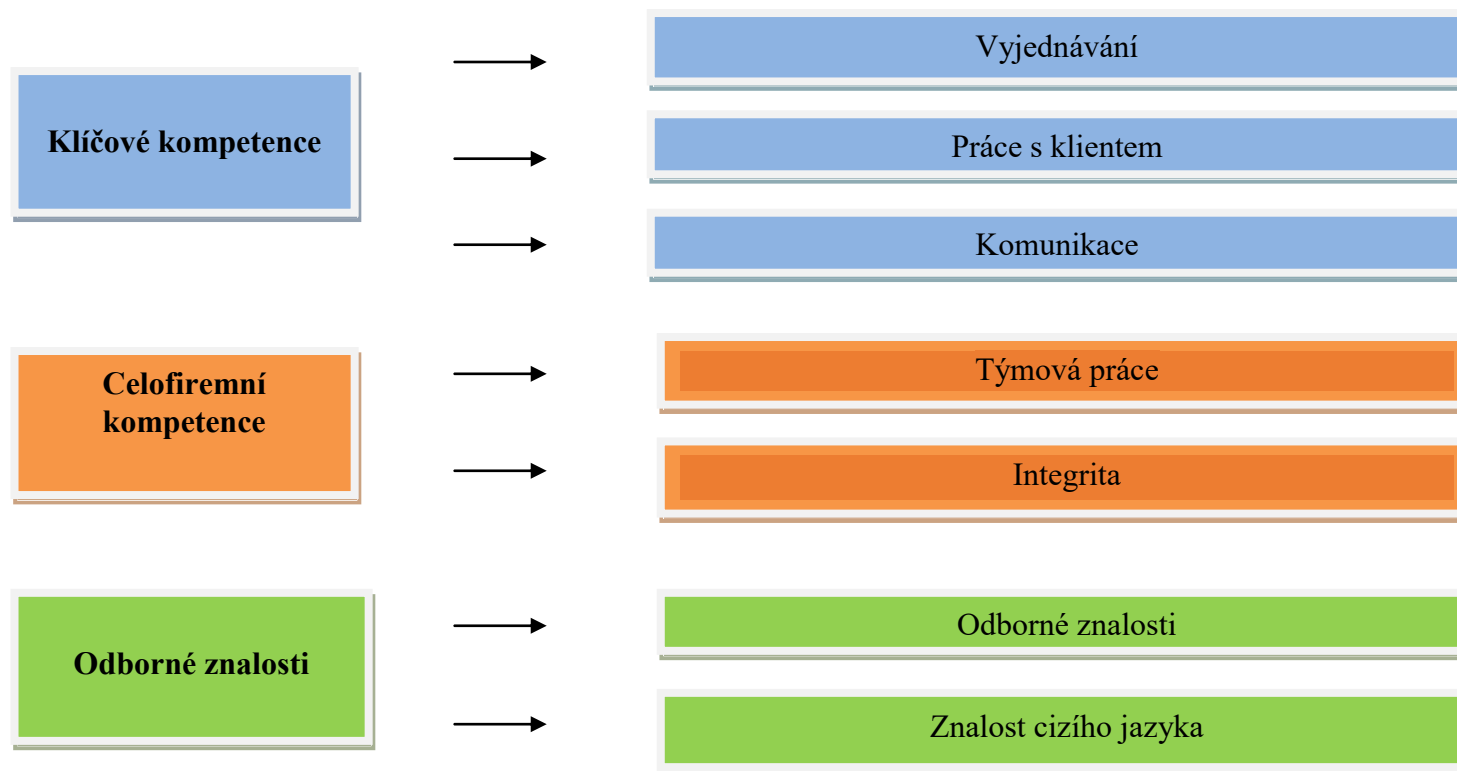 Klíčové kompetence
Vyjednávání
Práce s klientem
Komunikace
Celofiremní
kompetence
Týmová práce
Integrita
Odborné znalosti
Odborné znalosti
Znalost cizího jazyka